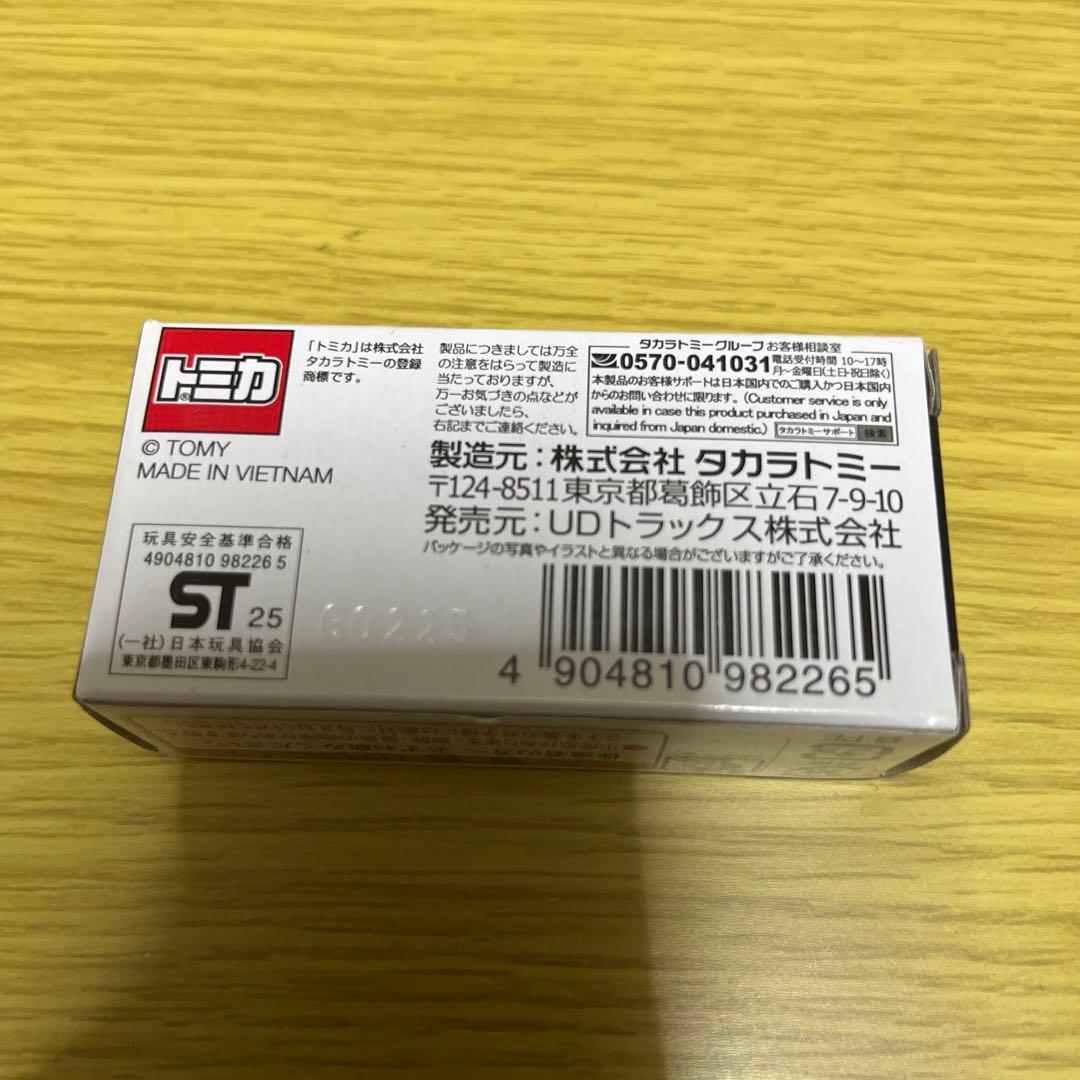 トミカ®
© TOMY
MADE IN VIETNAM
「トミカ」は株式会社
タカラトミーの登録
商標です。
製品につきましては万全
の注意をはらって製造に
当たっておりますが、
万一お気づきの点などが
ございましたら、
右記までご連絡ください。
タカラトミーグループ お客様相談室
0570-041031
電話受付時間 10〜17時
月〜金曜日(土日・祝日除く)
本製品のお客様サポートは日本国内でのご購入かつ日本国内
からのお問い合わせに限ります。(Customer service is only
available in case this product purchased in Japan and
inquired from Japan domestic.) タカラトミーサポート 検索
製造元:株式会社 タカラトミー
〒124-8511東京都葛飾区立石7-9-10
発売元:UDトラックス株式会社
パッケージの写真やイラストと異なる場合がございますがご了承ください。
玩具安全基準合格
4904810 98226 5
ST 25
(一社)日本玩具協会
東京都墨田区東駒形4-22-4
4 904810 982265